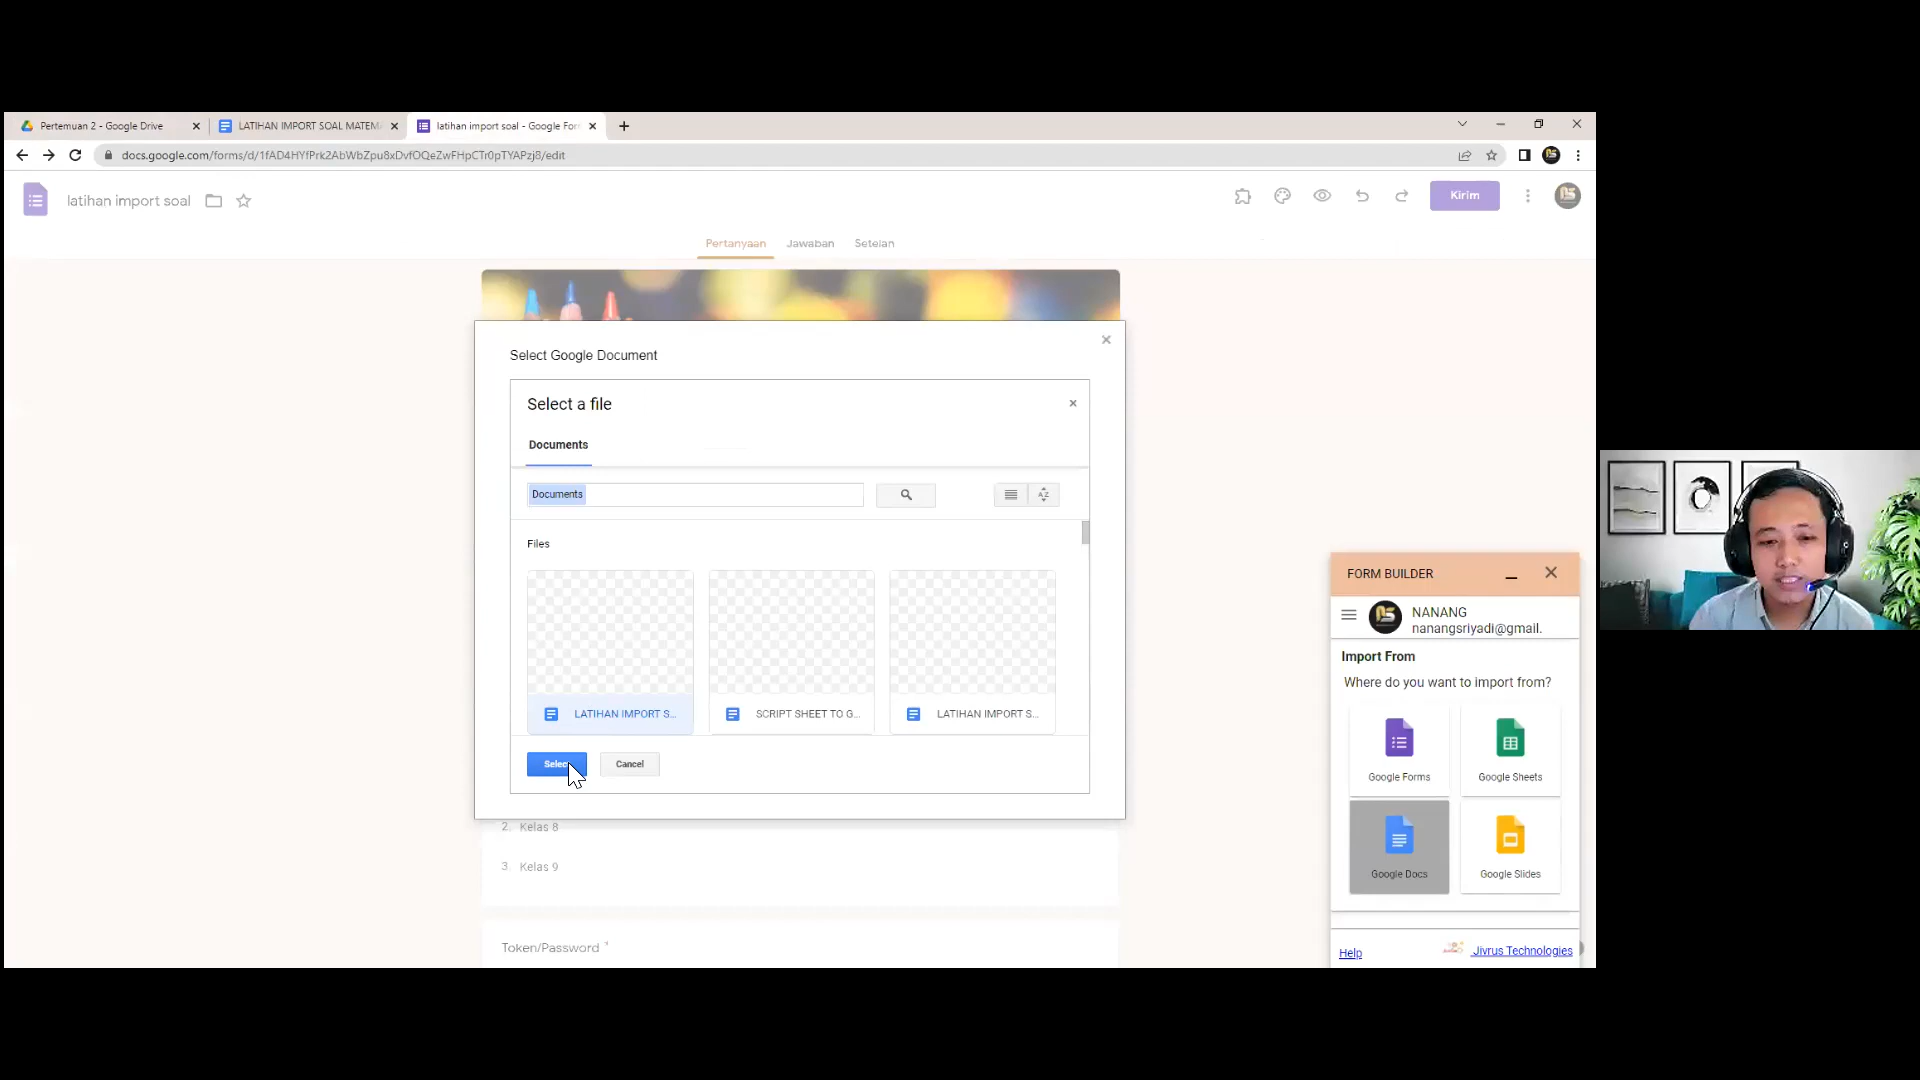 Pertemuan 2 - Google Drive
LATIHAN IMPORT SOAL MATEM
latihan import soal - Google For
docs.google.com/forms/d/1fAD4HYfPrk2AbWbZpu8xDvfOQeZwFHpCTr0pTYAPzj8/edit
latihan import soal
Kirim
Pertanyaan
Jawaban
Setelan
Select Google Document
Select a file
Documents
Documents
Files
LATIHAN IMPORT S...
SCRIPT SHEET TO G...
LATIHAN IMPORT S...
Select
Cancel
2. Kelas 8
3. Kelas 9
Token/Password *
FORM BUILDER
NANANG
nanangsriyadi@gmail.
Import From
Where do you want to import from?
Google Forms
Google Sheets
Google Docs
Google Slides
Help
Jivrus Technologies